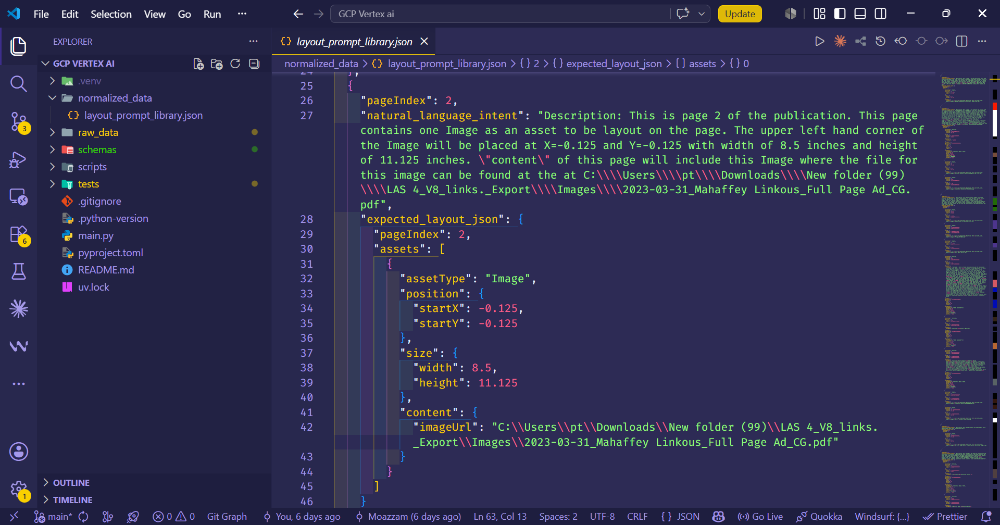 File Edit Selection View Go Run ··· GCP Vertex ai Update
EXPLORER ···
GCP VERTEX AI
.venv
normalized_data
layout_prompt_library.json
raw_data
schemas
scripts
tests
.gitignore
.python-version
main.py
pyproject.toml
README.md
uv.lock
OUTLINE
TIMELINE
3
6
1
layout_prompt_library.json
normalized_data > {} layout_prompt_library.json > {} 2 > {} expected_layout_json > [] assets > {} 0
24 },
25 {
26 "pageIndex": 2,
27 "natural_language_intent": "Description: This is page 2 of the publication. This page
contains one Image as an asset to be layout on the page. The upper left hand corner of
the Image will be placed at X=-0.125 and Y=-0.125 with width of 8.5 inches and height
of 11.125 inches. \"content\" of this page will include this Image where the file for
this image can be found at the at C:\\\\Users\\\\pt\\\\Downloads\\\\New folder (99)
\\\\LAS 4_V8_links._Export\\\\Images\\\\2023-03-31_Mahaffey Linkous_Full Page Ad_CG.
pdf",
28 "expected_layout_json": {
29 "pageIndex": 2,
30 "assets": [
31 {
32 "assetType": "Image",
33 "position": {
34 "startX": -0.125,
35 "startY": -0.125
36 },
37 "size": {
38 "width": 8.5,
39 "height": 11.125
40 },
41 "content": {
42 "imageUrl": "C:\\Users\\pt\\Downloads\\New folder (99)\\LAS 4_V8_links.
_Export\\Images\\2023-03-31_Mahaffey Linkous_Full Page Ad_CG.pdf"
43 }
44 }
45 ]
46 }
main* 0 0 Git Graph You, 6 days ago Moazzam (6 days ago) Ln 63, Col 13 Spaces: 2 UTF-8 CRLF {} JSON Go Live Quokka Windsurf: {...} Prettier